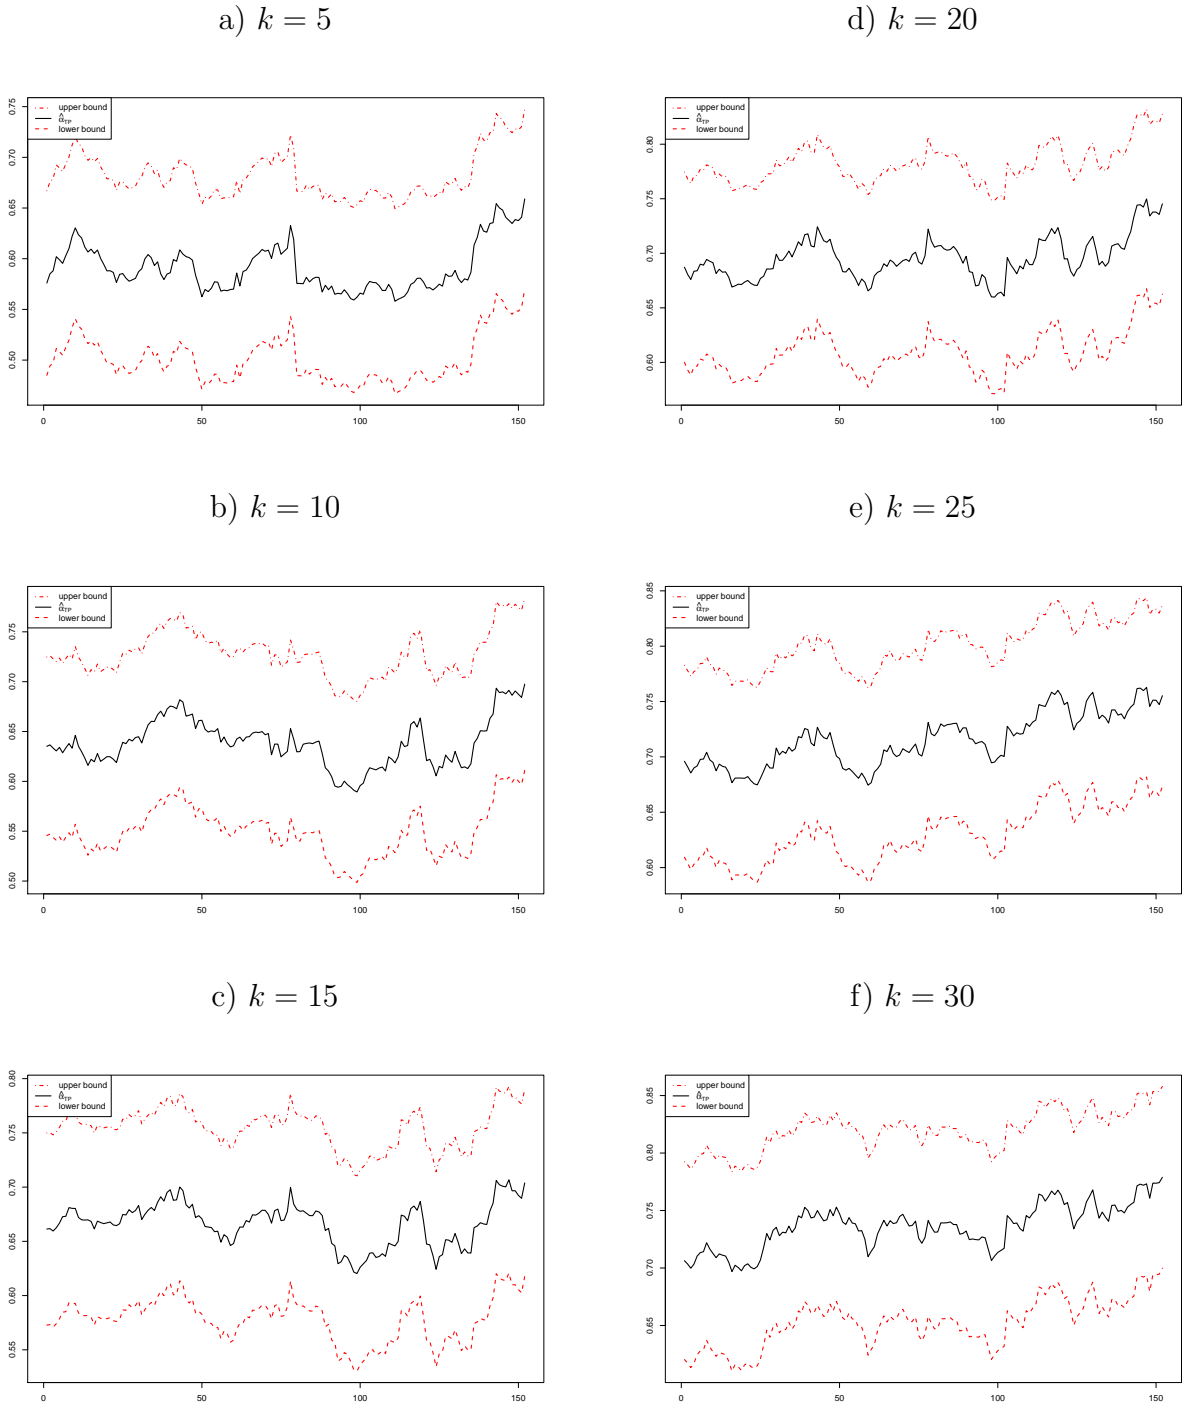 a) k = 5
upper bound
α̂TP
lower bound
0.75
0.70
0.65
0.60
0.55
0.50
0 50 100 150
b) k = 10
upper bound
α̂TP
lower bound
0.75
0.70
0.65
0.60
0.55
0.50
0 50 100 150
c) k = 15
upper bound
α̂TP
lower bound
0.80
0.75
0.70
0.65
0.60
0.55
0 50 100 150
d) k = 20
upper bound
α̂TP
lower bound
0.80
0.75
0.70
0.65
0.60
0 50 100 150
e) k = 25
upper bound
α̂TP
lower bound
0.85
0.80
0.75
0.70
0.65
0.60
0 50 100 150
f) k = 30
upper bound
α̂TP
lower bound
0.85
0.80
0.75
0.70
0.65
0 50 100 150